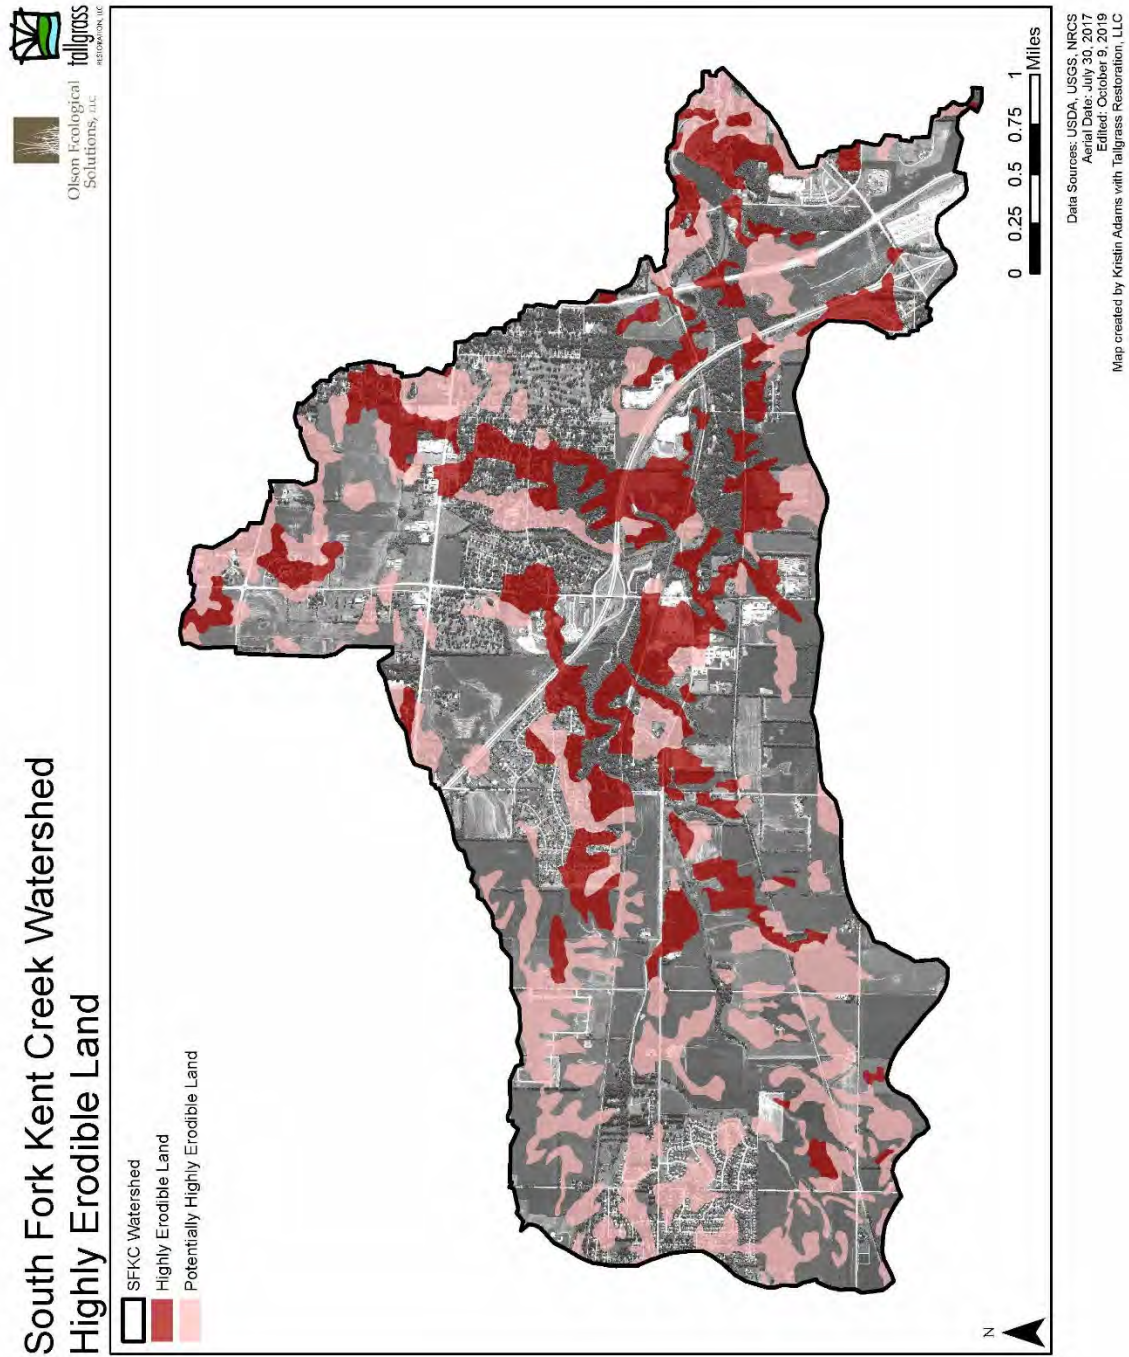 South Fork Kent Creek Watershed
Highly Erodible Land
SFKC Watershed
Highly Erodible Land
Potentially Highly Erodible Land
Olson Ecological
Solutions, LLC
tallgrass
RESTORATION, LLC
N
0 0.25 0.5 0.75 1
Miles
Data Sources: USDA, USGS, NRCS
Aerial Date: July 30, 2017
Edited: October 9, 2019
Map created by Kristin Adams with Tallgrass Restoration, LLC